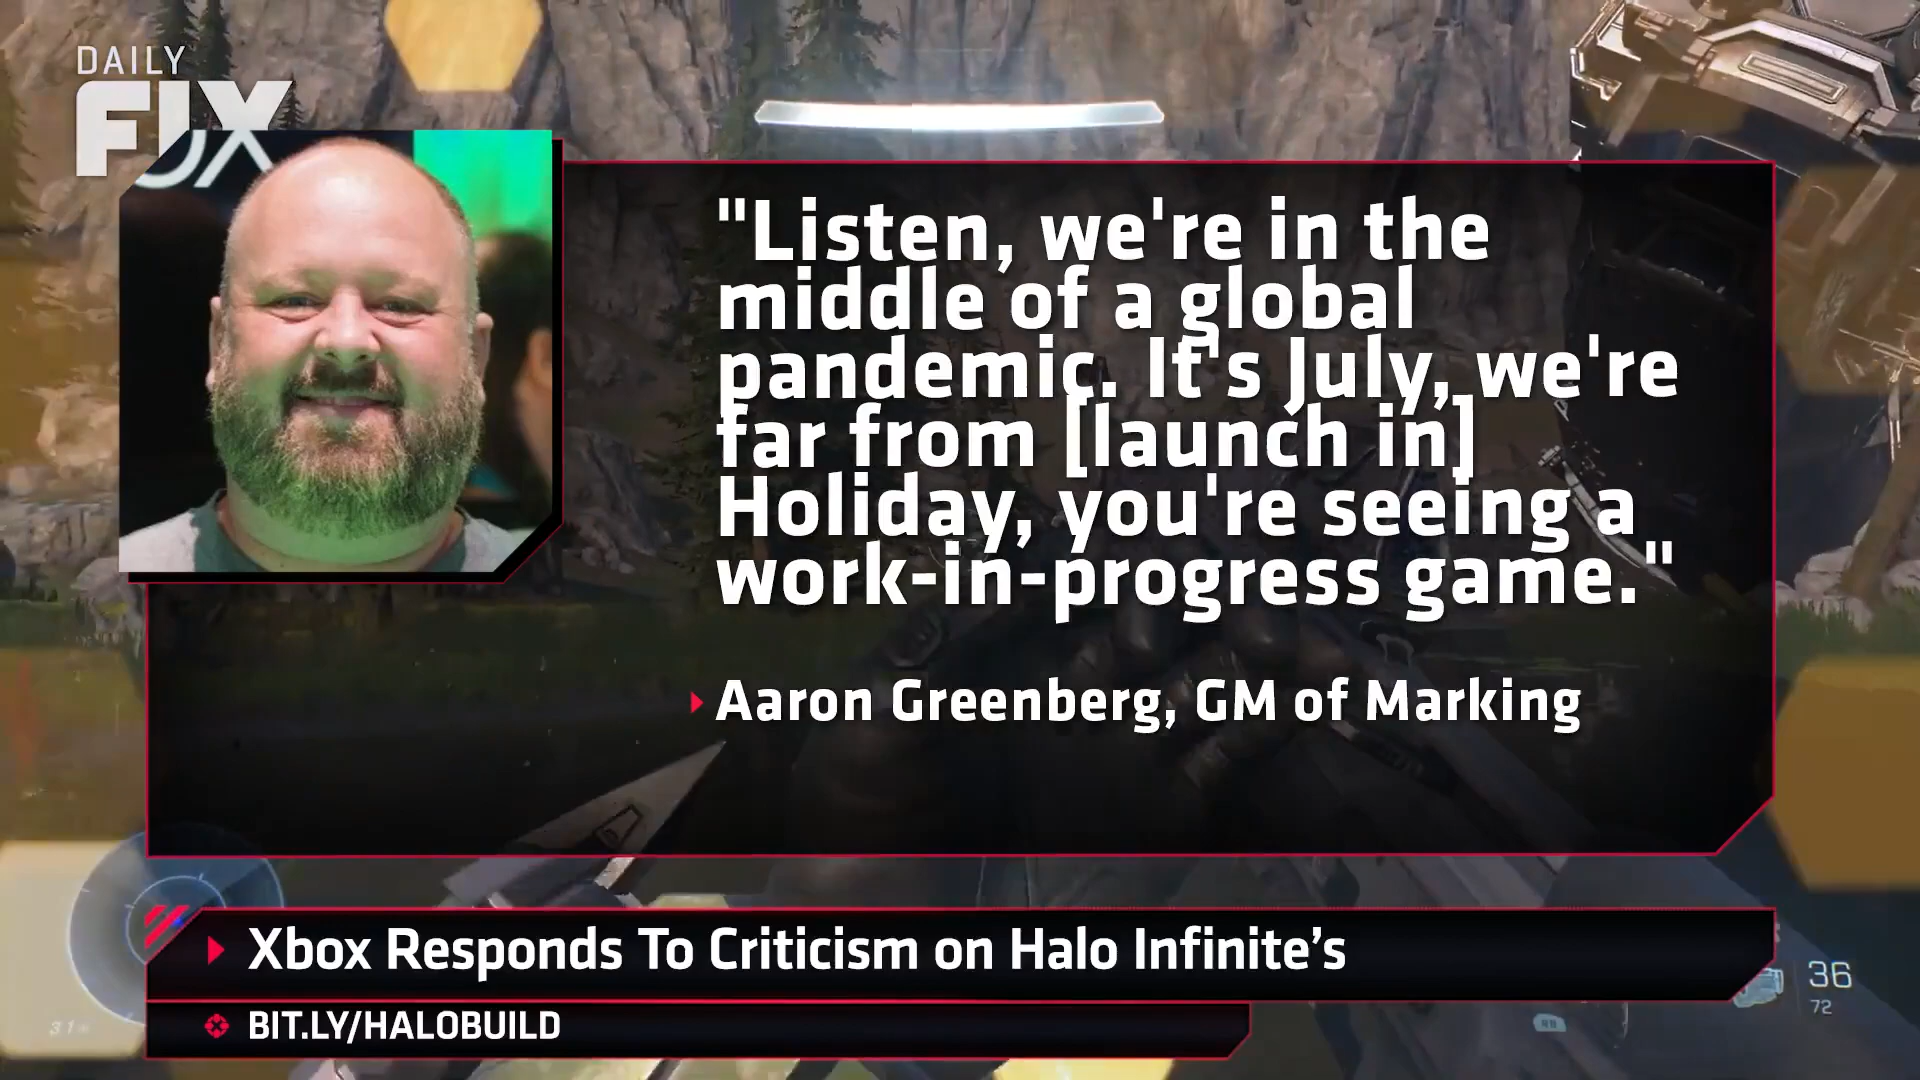 DAILY
FIX
"Listen, we're in the
middle of a global
pandemic. It's July, we're
far from [launch in]
Holiday, you're seeing a
work-in-progress game."
Aaron Greenberg, GM of Marking
Xbox Responds To Criticism on Halo Infinite’s
BIT.LY/HALOBUILD
36
72